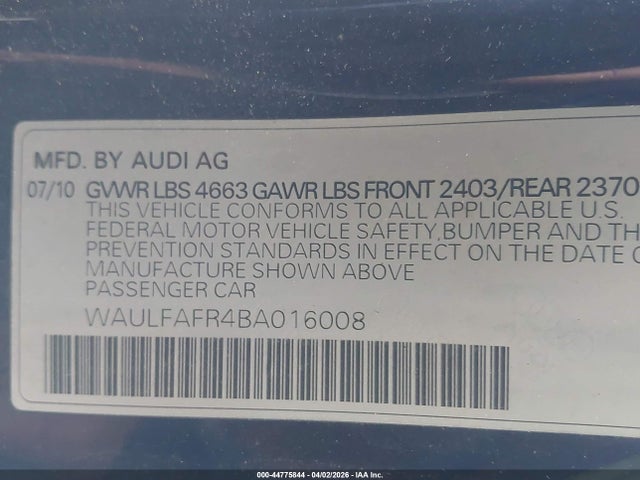 MFD. BY AUDI AG
07/10 GVWR LBS 4663 GAWR LBS FRONT 2403/REAR 2370
THIS VEHICLE CONFORMS TO ALL APPLICABLE U.S.
FEDERAL MOTOR VEHICLE SAFETY,BUMPER AND TH
PREVENTION STANDARDS IN EFFECT ON THE DATE O
MANUFACTURE SHOWN ABOVE
PASSENGER CAR
WAULFAFR4BA016008
000-44775844 | 04/02/2026 | IAA Inc.